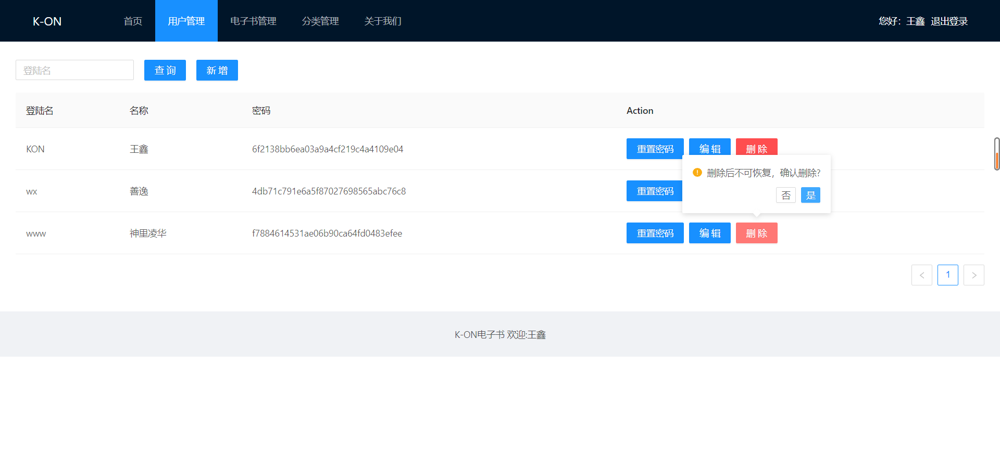 K-ON 首页 用户管理 电子书管理 分类管理 关于我们 您好：王鑫 退出登录
登陆名 查 询 新 增
登陆名 名称 密码 Action
KON 王鑫 6f2138bb6ea03a9a4cf219c4a4109e04 重置密码 编 辑 删 除
删除后不可恢复，确认删除?
wx 善逸 4db71c791e6a5f87027698565abc76c8 重置密码
否 是
www 神里凌华 f7884614531ae06b90ca64fd0483efee 重置密码 编 辑 删 除
< 1 >
K-ON电子书 欢迎:王鑫